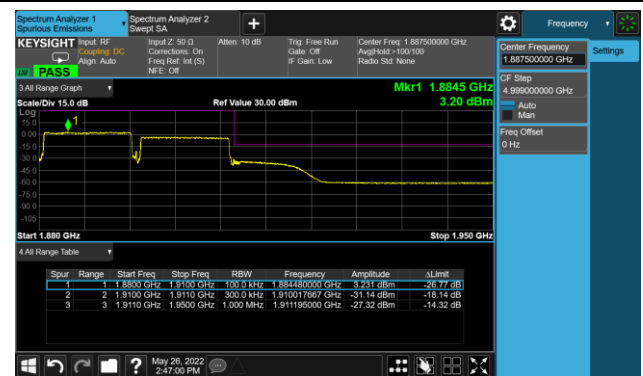 Spectrum Analyzer 1
Spurious Emissions
Spectrum Analyzer 2
Swept SA
+
Frequency
KEYSIGHT
Input: RF
Coupling: DC
Align: Auto
Input Z: 50 Ω
Corrections: On
Freq Ref: Int (S)
NFE: Off
Atten: 10 dB
Trig: Free Run
Gate: Off
IF Gain: Low
Center Freq: 1.887500000 GHz
Avg|Hold:>100/100
Radio Std: None
PASS
Center Frequency
1.887500000 GHz
Settings
CF Step
4.999000000 GHz
Auto
Man
Freq Offset
0 Hz
3 All Range Graph
Mkr1 1.8845 GHz
Scale/Div 15.0 dB
Ref Value 30.00 dBm
3.20 dBm
Log
15.0
0.00
-15.0
-30.0
-45.0
-60.0
-75.0
-90.0
-105
1
Start 1.880 GHz
Stop 1.950 GHz
4 All Range Table
Spur Range Start Freq Stop Freq RBW Frequency Amplitude ΔLimit
1 1 1.8800 GHz 1.9100 GHz 100.0 kHz 1.884480000 GHz 3.231 dBm -26.77 dB
2 2 1.9100 GHz 1.9110 GHz 300.0 kHz 1.910017667 GHz -31.14 dBm -18.14 dB
3 3 1.9110 GHz 1.9500 GHz 1.000 MHz 1.911195000 GHz -27.32 dBm -14.32 dB
?
May 26, 2022
2:47:00 PM